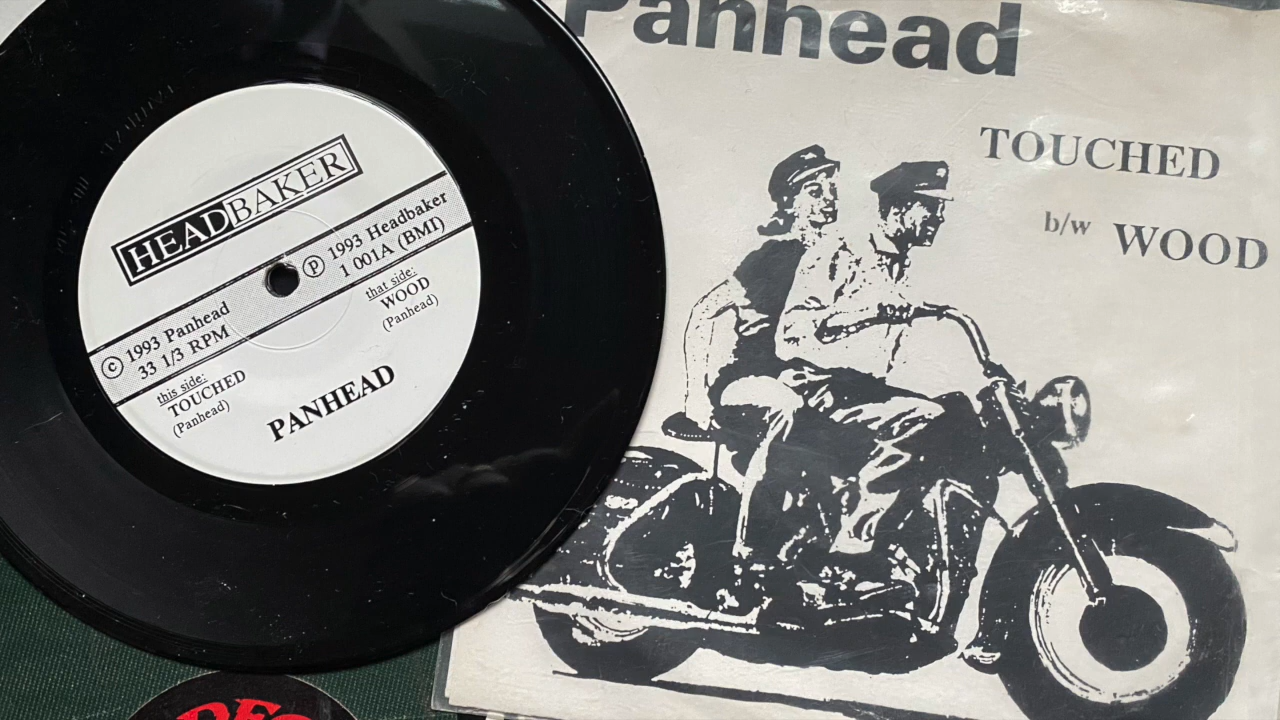 HEADBAKER
© 1993 Panhead
33 1/3 RPM
℗ 1993 Headbaker
1 001A (BMI)
this side:
TOUCHED
(Panhead)
that side:
WOOD
(Panhead)
PANHEAD
Panhead
TOUCHED
b/w WOOD